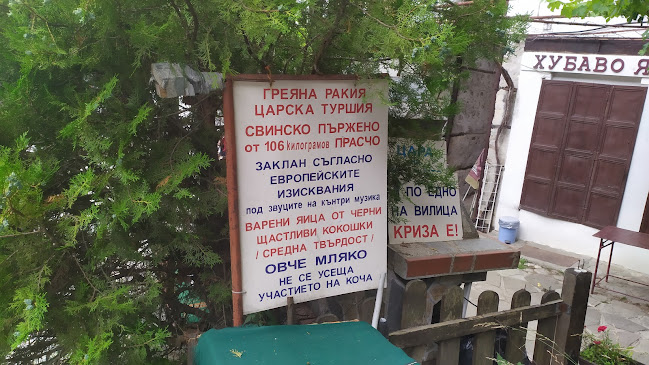 ГРЕЯНА РАКИЯ
ЦАРСКА ТУРШИЯ
СВИНСКО ПЪРЖЕНО
от 106 килограмов ПРАСЧО
ЗАКЛАН СЪГЛАСНО
ЕВРОПЕЙСКИТЕ
ИЗИСКВАНИЯ
под звуците на кънтри музика
ВАРЕНИ ЯЙЦА ОТ ЧЕРНИ
ЩАСТЛИВИ КОКОШКИ
/ СРЕДНА ТВЪРДОСТ /
ОВЧЕ МЛЯКО
НЕ СЕ УСЕЩА
УЧАСТИЕТО НА КОЧА
ПО ЕДНО
НА ВИЛИЦА
КРИЗА Е!
ХУБАВО